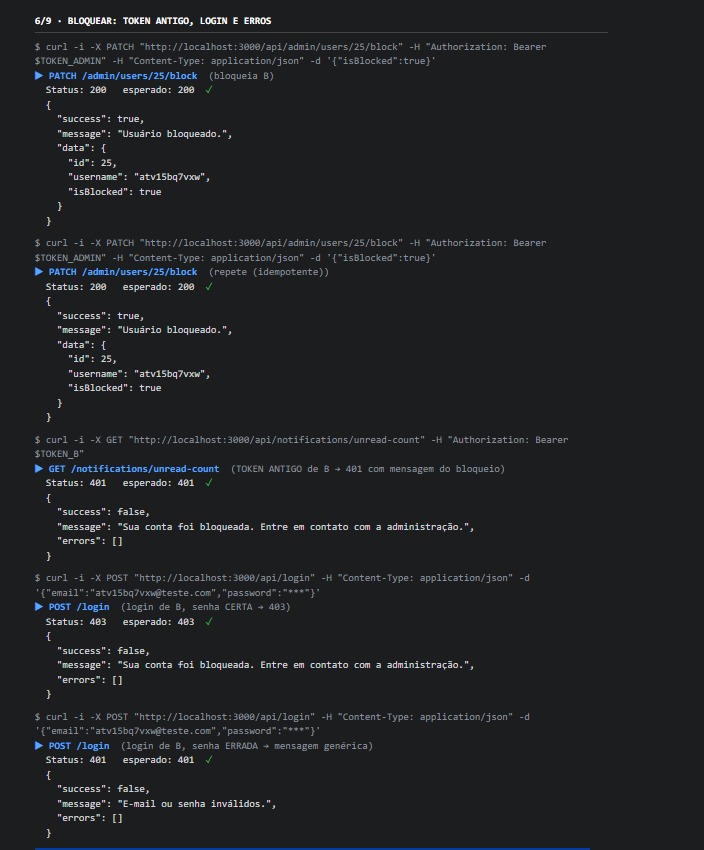 6/9 · BLOQUEAR: TOKEN ANTIGO, LOGIN E ERROS
$ curl -i -X PATCH "http://localhost:3000/api/admin/users/25/block" -H "Authorization: Bearer
$TOKEN_ADMIN" -H "Content-Type: application/json" -d '{"isBlocked":true}'
▶ PATCH /admin/users/25/block (bloqueia B)
Status: 200 esperado: 200 ✓
{
"success": true,
"message": "Usuário bloqueado.",
"data": {
"id": 25,
"username": "atv15bq7vxw",
"isBlocked": true
}
}
$ curl -i -X PATCH "http://localhost:3000/api/admin/users/25/block" -H "Authorization: Bearer
$TOKEN_ADMIN" -H "Content-Type: application/json" -d '{"isBlocked":true}'
▶ PATCH /admin/users/25/block (repete (idempotente))
Status: 200 esperado: 200 ✓
{
"success": true,
"message": "Usuário bloqueado.",
"data": {
"id": 25,
"username": "atv15bq7vxw",
"isBlocked": true
}
}
$ curl -i -X GET "http://localhost:3000/api/notifications/unread-count" -H "Authorization: Bearer
$TOKEN_B"
▶ GET /notifications/unread-count (TOKEN ANTIGO de B → 401 com mensagem do bloqueio)
Status: 401 esperado: 401 ✓
{
"success": false,
"message": "Sua conta foi bloqueada. Entre em contato com a administração.",
"errors": []
}
$ curl -i -X POST "http://localhost:3000/api/login" -H "Content-Type: application/json" -d
'{"email":"atv15bq7vxw@teste.com","password":"***"}'
▶ POST /login (login de B, senha CERTA → 403)
Status: 403 esperado: 403 ✓
{
"success": false,
"message": "Sua conta foi bloqueada. Entre em contato com a administração.",
"errors": []
}
$ curl -i -X POST "http://localhost:3000/api/login" -H "Content-Type: application/json" -d
'{"email":"atv15bq7vxw@teste.com","password":"***"}'
▶ POST /login (login de B, senha ERRADA → mensagem genérica)
Status: 401 esperado: 401 ✓
{
"success": false,
"message": "E-mail ou senha inválidos.",
"errors": []
}